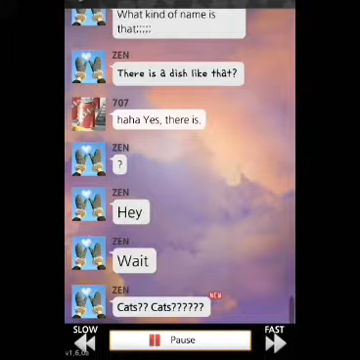 What kind of name is
that;;;;;
ZEN
There is a dish like that?
707
haha Yes, there is.
ZEN
?
ZEN
Hey
ZEN
Wait
ZEN
NEW
Cats?? Cats??????
SLOW
Pause
FAST